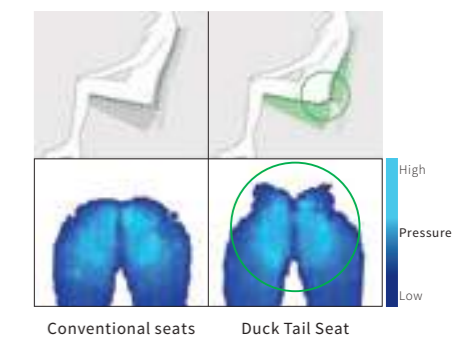 High
Pressure
Low
Conventional seats
Duck Tail Seat